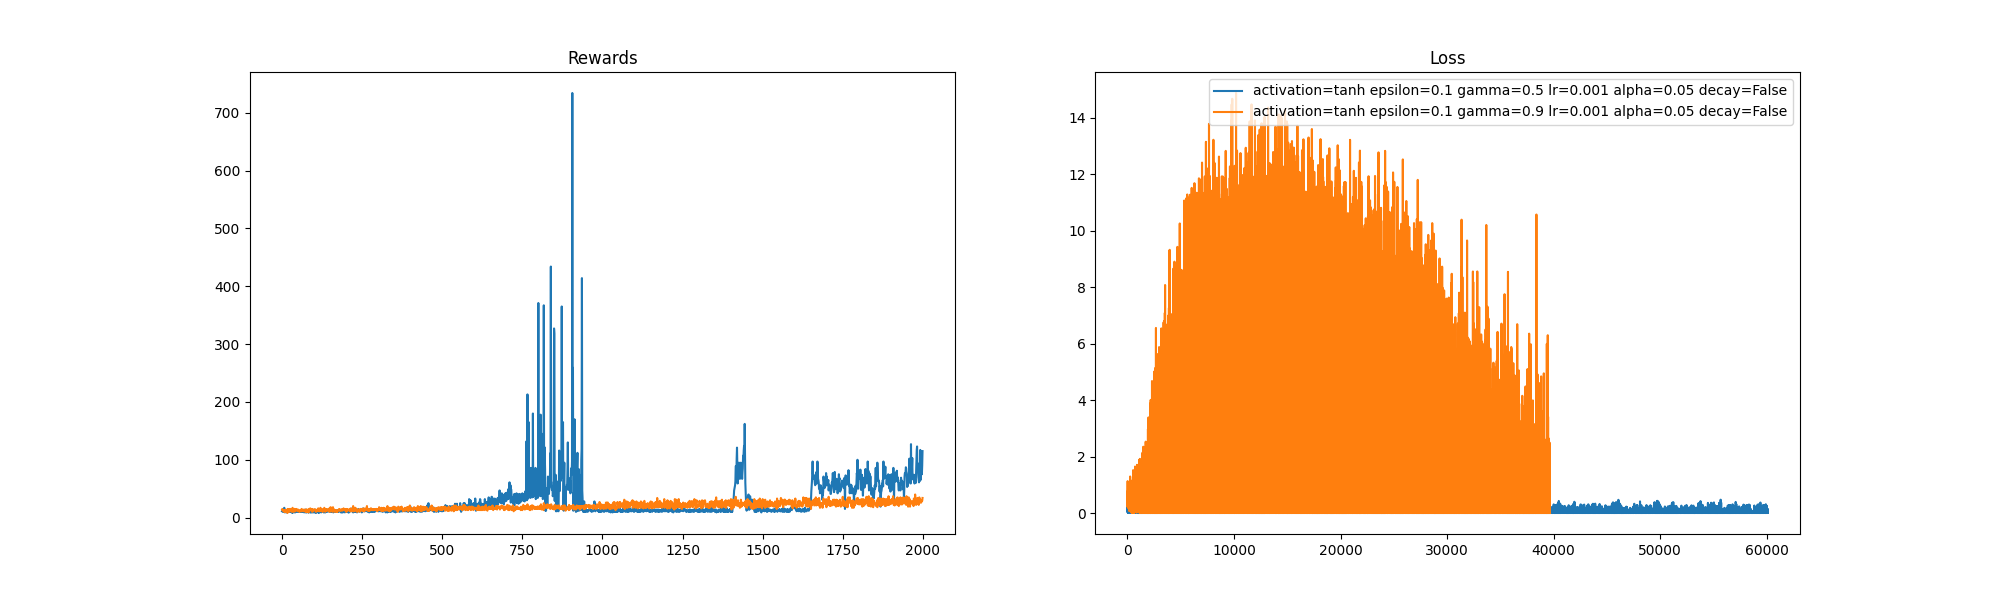 Rewards
700
600
500
400
300
200
100
0
0 250 500 750 1000 1250 1500 1750 2000
Loss
activation=tanh epsilon=0.1 gamma=0.5 lr=0.001 alpha=0.05 decay=False
activation=tanh epsilon=0.1 gamma=0.9 lr=0.001 alpha=0.05 decay=False
14
12
10
8
6
4
2
0
0 10000 20000 30000 40000 50000 60000